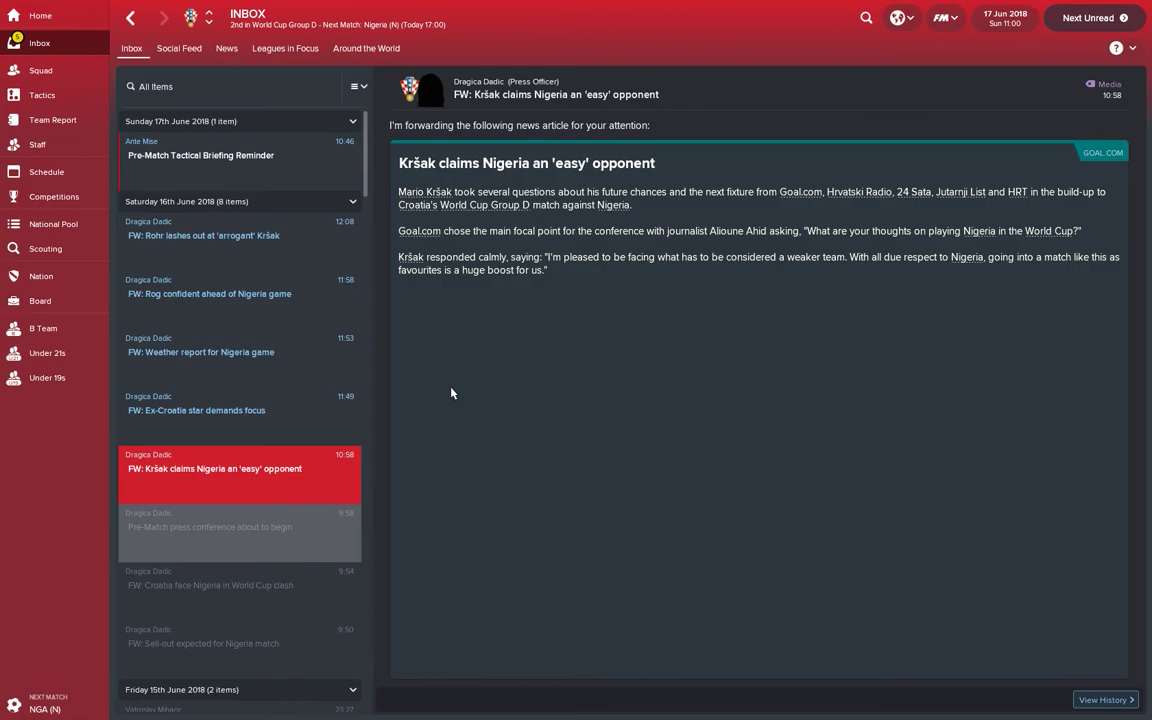 Home
5
Inbox
Squad
Tactics
Team Report
Staff
Schedule
Competitions
National Pool
Scouting
Nation
Board
B Team
Under 21s
Under 19s
NEXT MATCH
NGA (N)
INBOX
2nd in World Cup Group D - Next Match: Nigeria (N) (Today 17:00)
FM
17 Jun 2018
Sun 11:00
Next Unread
Inbox
Social Feed
News
Leagues in Focus
Around the World
?
All Items
Sunday 17th June 2018 (1 item)
Ante Mise 10:46
Pre-Match Tactical Briefing Reminder
Saturday 16th June 2018 (8 items)
Dragica Dadic 12:08
FW: Rohr lashes out at 'arrogant' Kršak
Dragica Dadic 11:58
FW: Rog confident ahead of Nigeria game
Dragica Dadic 11:53
FW: Weather report for Nigeria game
Dragica Dadic 11:49
FW: Ex-Croatia star demands focus
Dragica Dadic 10:58
FW: Kršak claims Nigeria an 'easy' opponent
Dragica Dadic 9:58
Pre-Match press conference about to begin
Dragica Dadic 9:54
FW: Croatia face Nigeria in World Cup clash
Dragica Dadic 9:50
FW: Sell-out expected for Nigeria match
Friday 15th June 2018 (2 items)
Dragica Dadic (Press Officer)
FW: Kršak claims Nigeria an 'easy' opponent
Media
10:58
I'm forwarding the following news article for your attention:
GOAL.COM
Kršak claims Nigeria an 'easy' opponent
Mario Kršak took several questions about his future chances and the next fixture from Goal.com, Hrvatski Radio, 24 Sata, Jutarnji List and HRT in the build-up to
Croatia's World Cup Group D match against Nigeria.
Goal.com chose the main focal point for the conference with journalist Alioune Ahid asking, "What are your thoughts on playing Nigeria in the World Cup?"
Kršak responded calmly, saying: "I'm pleased to be facing what has to be considered a weaker team. With all due respect to Nigeria, going into a match like this as
favourites is a huge boost for us."
View History